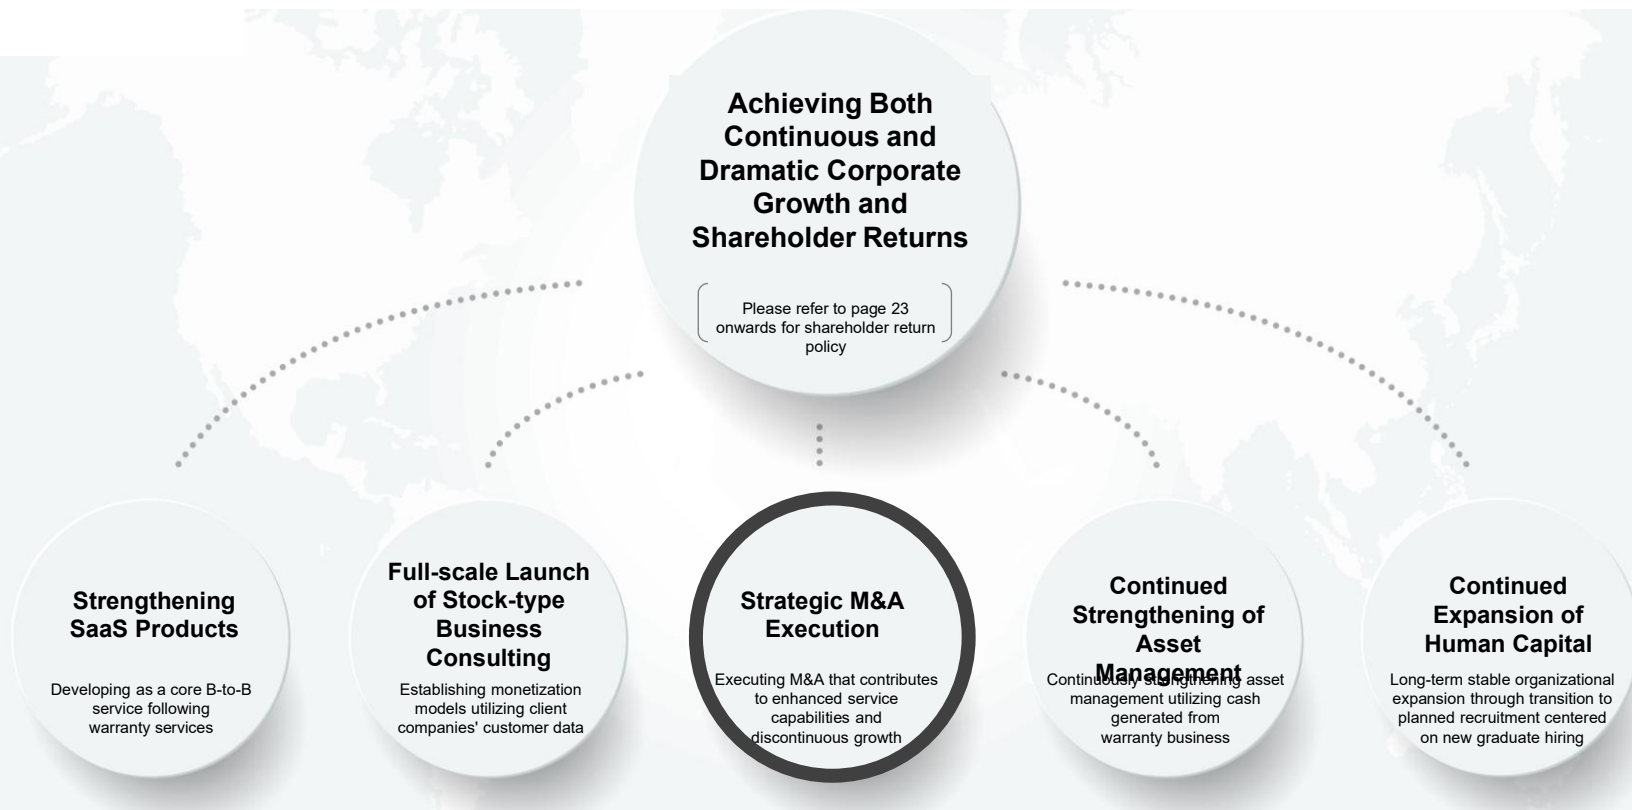 Achieving Both
Continuous and
Dramatic Corporate
Growth and
Shareholder Returns
Please refer to page 23
onwards for shareholder return
policy
Strengthening
SaaS Products
Developing as a core B-to-B
service following
warranty services
Full-scale Launch
of Stock-type
Business
Consulting
Establishing monetization
models utilizing client
companies' customer data
Strategic M&A
Execution
Executing M&A that contributes
to enhanced service
capabilities and
discontinuous growth
Continued
Strengthening of
Asset
Management
Continuously strengthening asset
management utilizing cash
generated from
warranty business
Continued
Expansion of
Human Capital
Long-term stable organizational
expansion through transition to
planned recruitment centered
on new graduate hiring